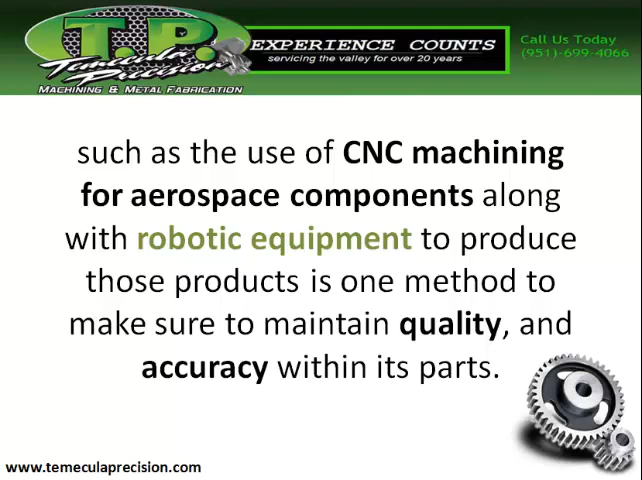 T.P.
Temecula
Precision
MACHINING & METAL FABRICATION
EXPERIENCE COUNTS
servicing the valley for over 20 years
Call Us Today
(951)-699-4066
such as the use of CNC machining
for aerospace components along
with robotic equipment to produce
those products is one method to
make sure to maintain quality, and
accuracy within its parts.
www.temeculaprecision.com